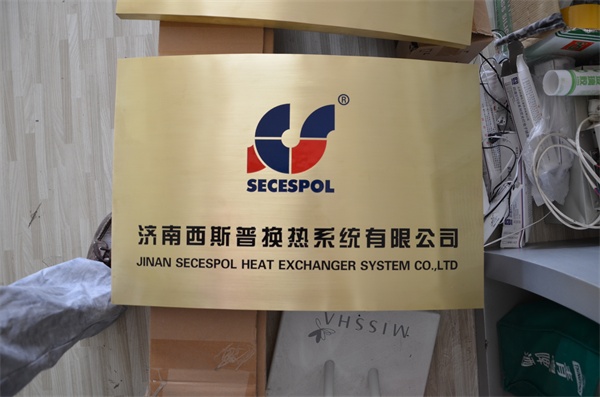 ®
SECESPOL
济南西斯普换热系统有限公司
JINAN SECESPOL HEAT EXCHANGER SYSTEM CO.,LTD
MISSHA